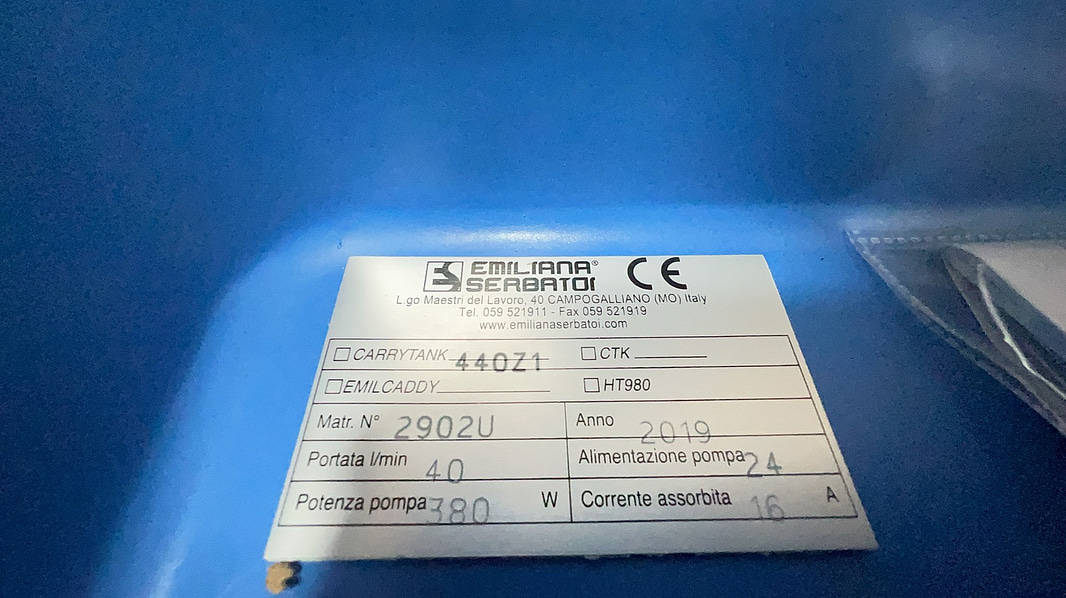 EMILIANA® CE
SERBATOI
L.go Maestri del Lavoro, 40 CAMPOGALLIANO (MO) Italy
Tel. 059 521911 - Fax 059 521919
www.emilianaserbatoi.com
CARRYTANK 440Z1 CTK
EMILCADDY HT980
Matr. N° 2902U Anno 2019
Portata l/min 40 Alimentazione pompa 24
Potenza pompa 380 W Corrente assorbita 16 A